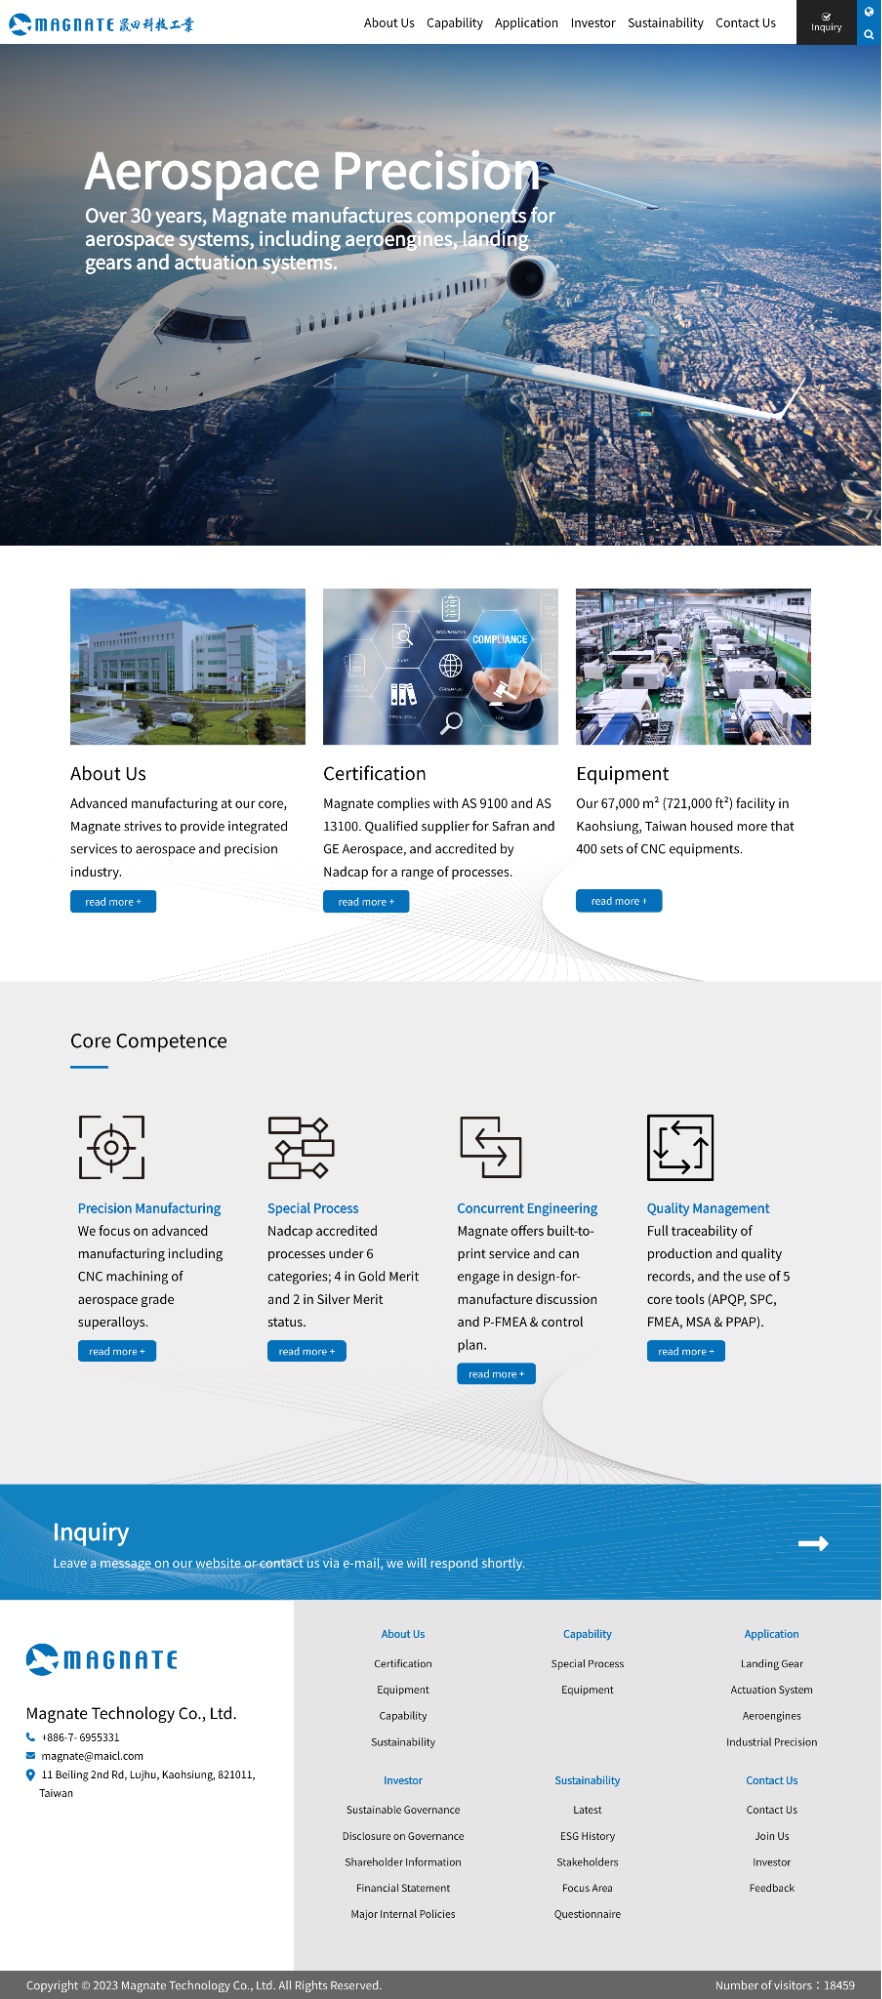 MAGNATE 晟田科技工業
About Us Capability Application Investor Sustainability Contact Us
Inquiry
Aerospace Precision
Over 30 years, Magnate manufactures components for
aerospace systems, including aeroengines, landing
gears and actuation systems.
COMPLIANCE
About Us
Advanced manufacturing at our core,
Magnate strives to provide integrated
services to aerospace and precision
industry.
read more +
Certification
Magnate complies with AS 9100 and AS
13100. Qualified supplier for Safran and
GE Aerospace, and accredited by
Nadcap for a range of processes.
read more +
Equipment
Our 67,000 m² (721,000 ft²) facility in
Kaohsiung, Taiwan housed more that
400 sets of CNC equipments.
read more +
Core Competence
Precision Manufacturing
We focus on advanced
manufacturing including
CNC machining of
aerospace grade
superalloys.
read more +
Special Process
Nadcap accredited
processes under 6
categories; 4 in Gold Merit
and 2 in Silver Merit
status.
read more +
Concurrent Engineering
Magnate offers built-to-
print service and can
engage in design-for-
manufacture discussion
and P-FMEA & control
plan.
read more +
Quality Management
Full traceability of
production and quality
records, and the use of 5
core tools (APQP, SPC,
FMEA, MSA & PPAP).
read more +
Inquiry
Leave a message on our website or contact us via e-mail, we will respond shortly.
MAGNATE
Magnate Technology Co., Ltd.
+886-7- 6955331
magnate@maicl.com
11 Beiling 2nd Rd, Lujhu, Kaohsiung, 821011,
Taiwan
About Us
Certification
Equipment
Capability
Sustainability
Capability
Special Process
Equipment
Application
Landing Gear
Actuation System
Aeroengines
Industrial Precision
Investor
Sustainable Governance
Disclosure on Governance
Shareholder Information
Financial Statement
Major Internal Policies
Sustainability
Latest
ESG History
Stakeholders
Focus Area
Questionnaire
Contact Us
Contact Us
Join Us
Investor
Feedback
Copyright © 2023 Magnate Technology Co., Ltd. All Rights Reserved.
Number of visitors：18459